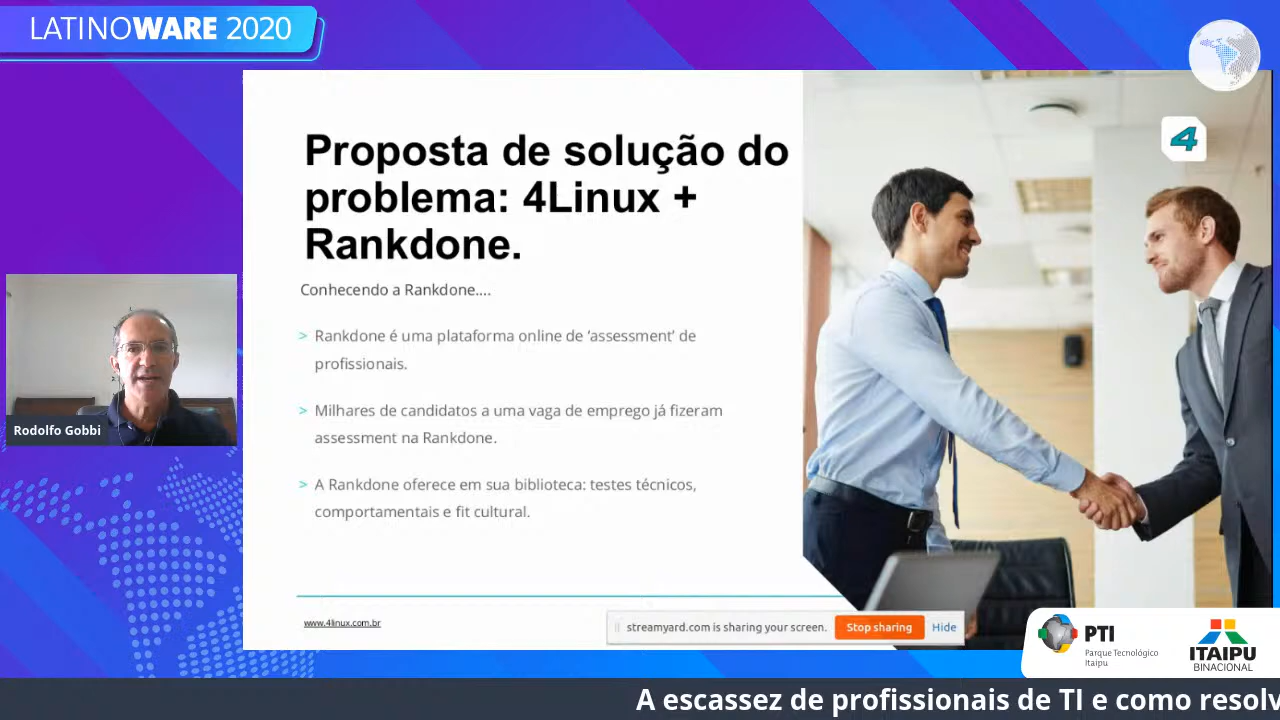 LATINOWARE 2020
4
Proposta de solução do
problema: 4Linux +
Rankdone.
Conhecendo a Rankdone....
> Rankdone é uma plataforma online de ‘assessment’ de
profissionais.
> Milhares de candidatos a uma vaga de emprego já fizeram
assessment na Rankdone.
> A Rankdone oferece em sua biblioteca: testes técnicos,
comportamentais e fit cultural.
Rodolfo Gobbi
www.4linux.com.br
streamyard.com is sharing your screen. Stop sharing Hide
PTI
Parque Tecnológico
Itaipu
ITAIPU
BINACIONAL
A escassez de profissionais de TI e como resolv